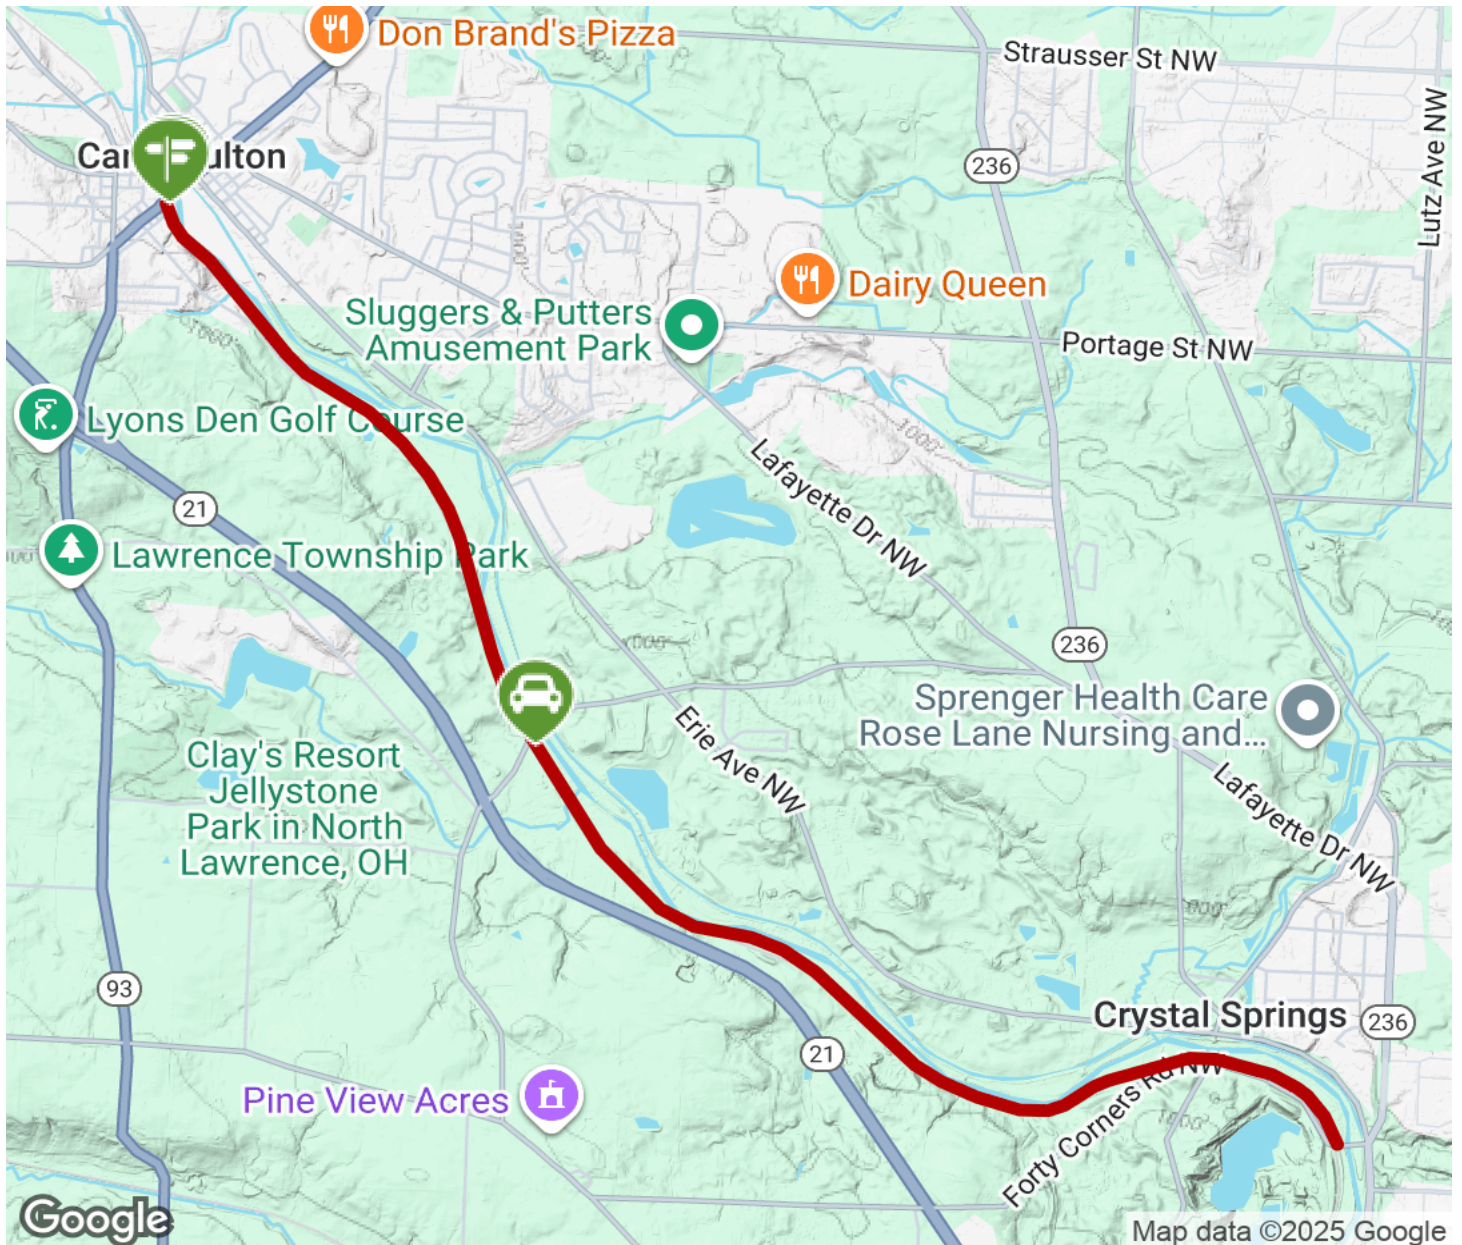 Don Brand's Pizza
Strausser St NW
Lutz Ave NW
236
Dairy Queen
Sluggers & Putters
Amusement Park
Portage St NW
Lyons Den Golf Course
1000'
Lafayette Dr NW
21
Lawrence Township Park
236
Sprenger Health Care
Rose Lane Nursing and...
Erie Ave NW
Clay's Resort
Jellystone
Park in North
Lawrence, OH
Lafayette Dr NW
93
Crystal Springs
236
21
Pine View Acres
Forty Corners Rd NW
Google
Map data ©2025 Google